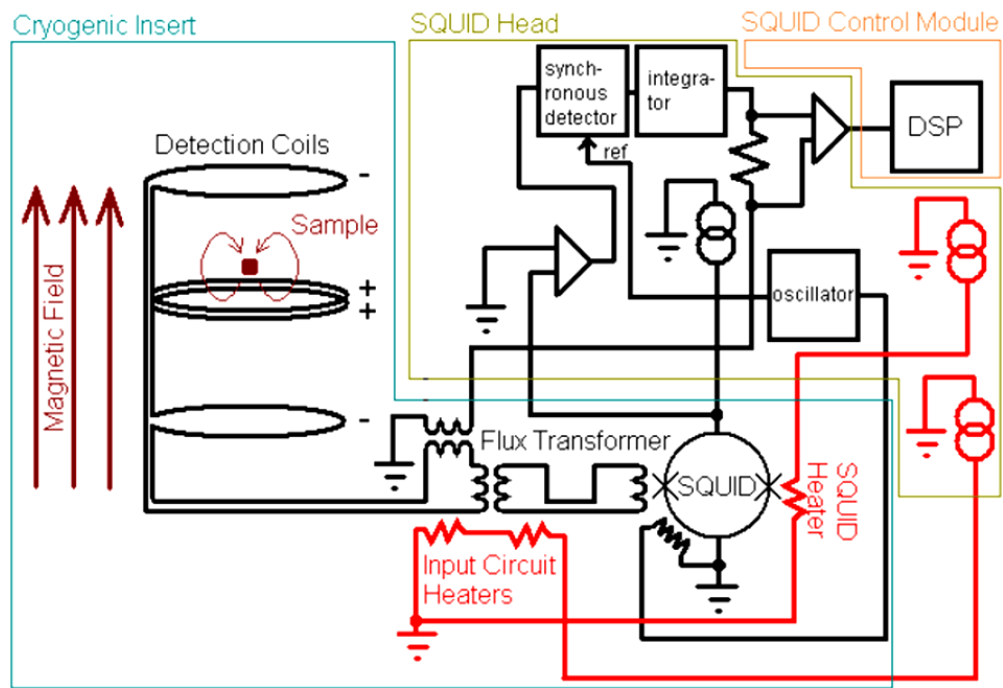 Cryogenic Insert
SQUID Head
SQUID Control Module
synch-
ronous
detector
integra-
tor
DSP
ref
Detection Coils
-
Sample
+
+
-
Magnetic Field
oscillator
Flux Transformer
SQUID
SQUID
Heater
Input Circuit
Heaters